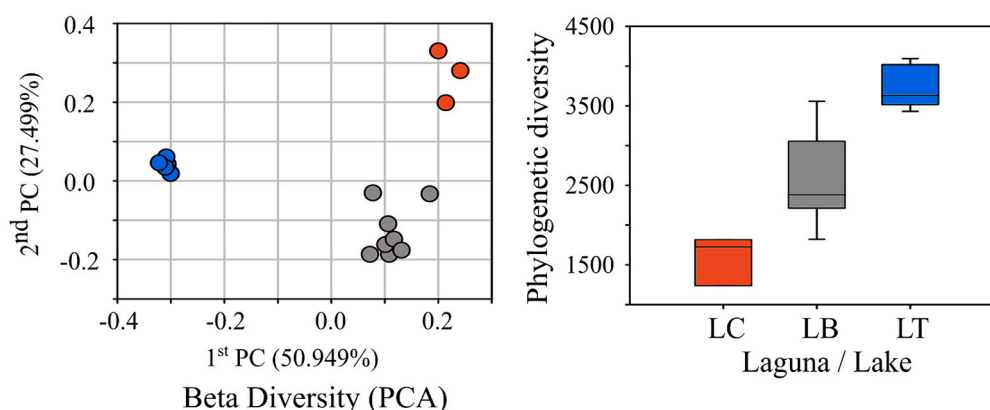 2nd PC (27.499%)
0.4
0.2
0.0
-0.2
-0.4
-0.2
0.0
0.2
1st PC (50.949%)
Beta Diversity (PCA)
Phylogenetic diversity
4500
3500
2500
1500
LC
LB
LT
Laguna / Lake